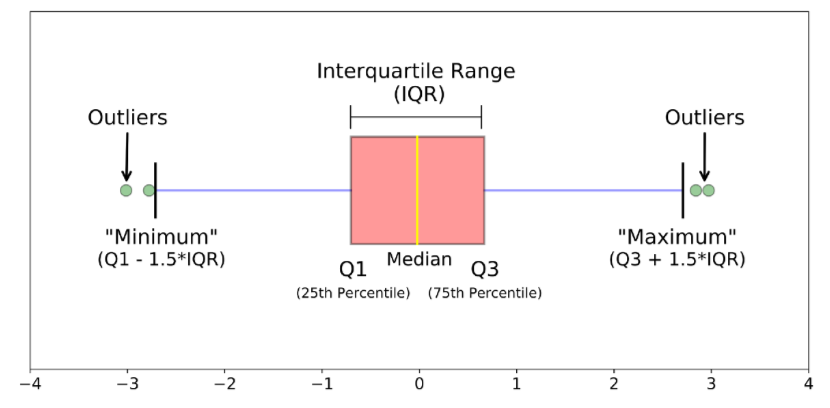 Interquartile Range
(IQR)
Outliers
Outliers
"Minimum"
(Q1 - 1.5*IQR)
"Maximum"
(Q3 + 1.5*IQR)
Median
Q1
Q3
(25th Percentile)
(75th Percentile)
−4
−3
−2
−1
0
1
2
3
4